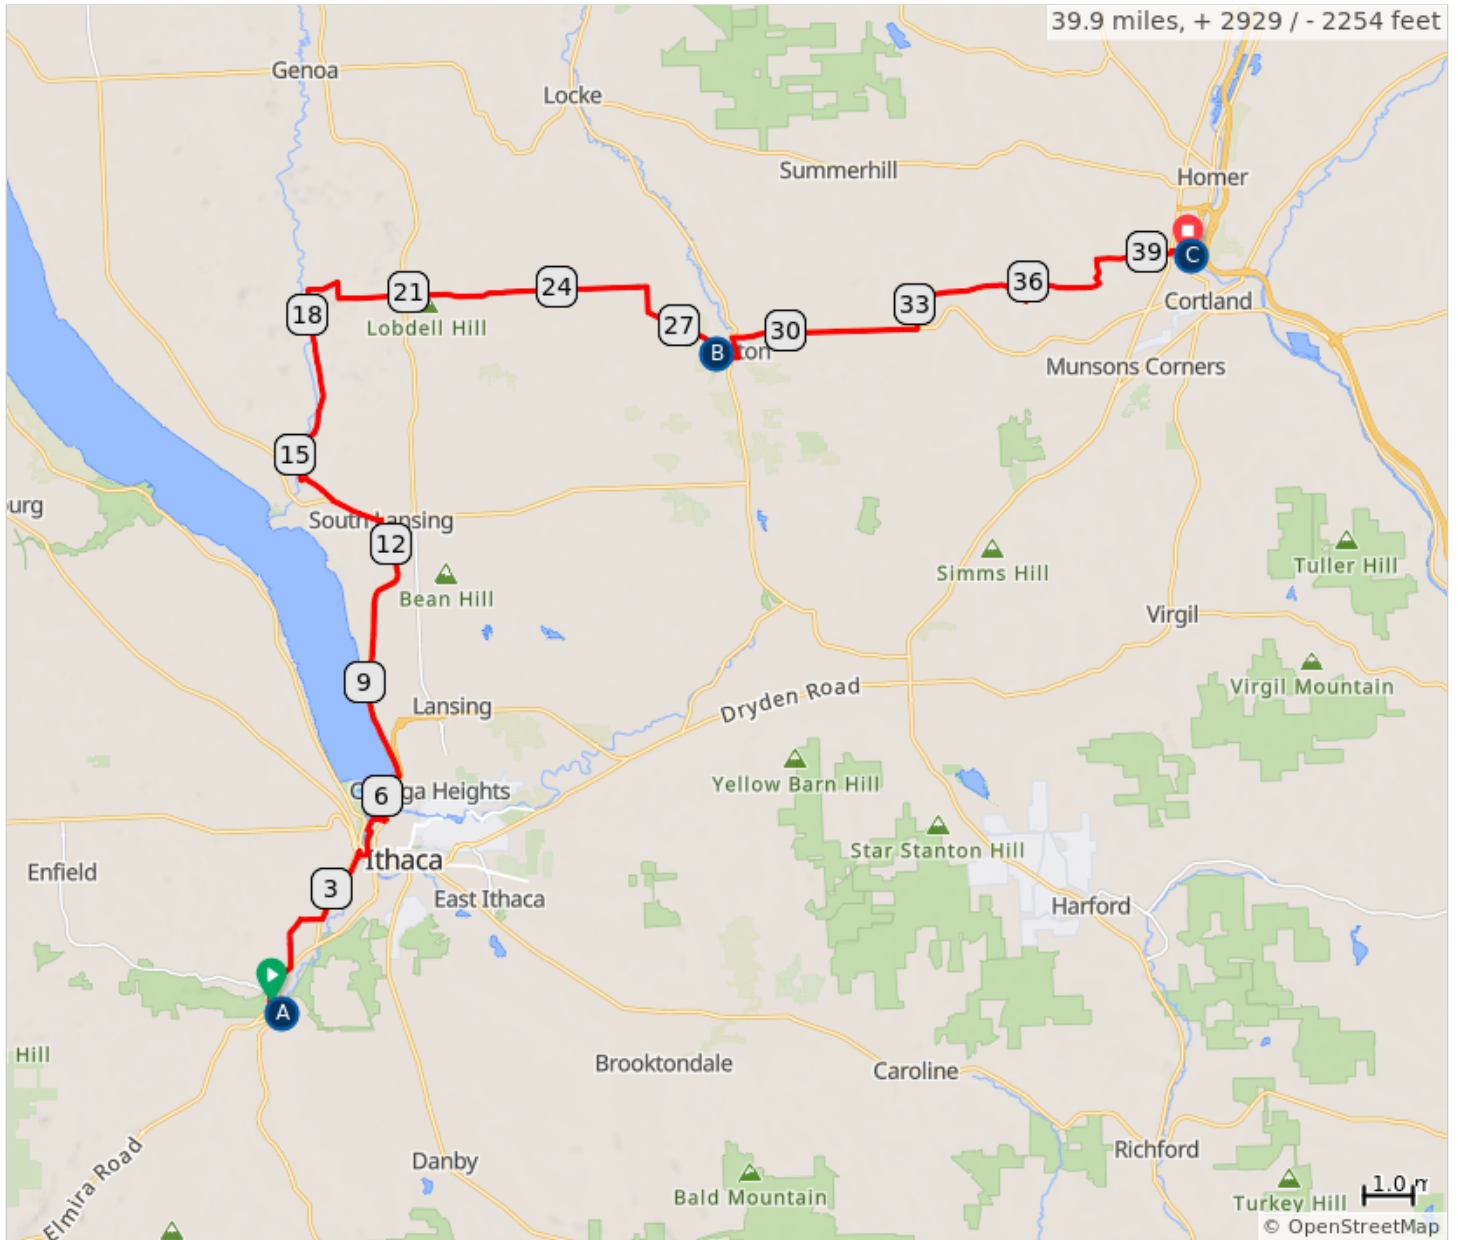 39.9 miles, + 2929 / - 2254 feet
Genoa
Locke
Summerhill
Homer
39
C
36
21
24
33
Cortland
18
Lobdell Hill
27
30
B
ton
Munsons Corners
15
urg
South Lansing
12
Simms Hill
Tuller Hill
Bean Hill
Virgil
9
Virgil Mountain
Lansing
Dryden Road
Yellow Barn Hill
6
ga Heights
Star Stanton Hill
Ithaca
Enfield
3
East Ithaca
Harford
A
Hill
Brooktondale
Caroline
Elmira Road
Danby
Richford
Bald Mountain
Turkey Hill
1.0 m
© OpenStreetMap